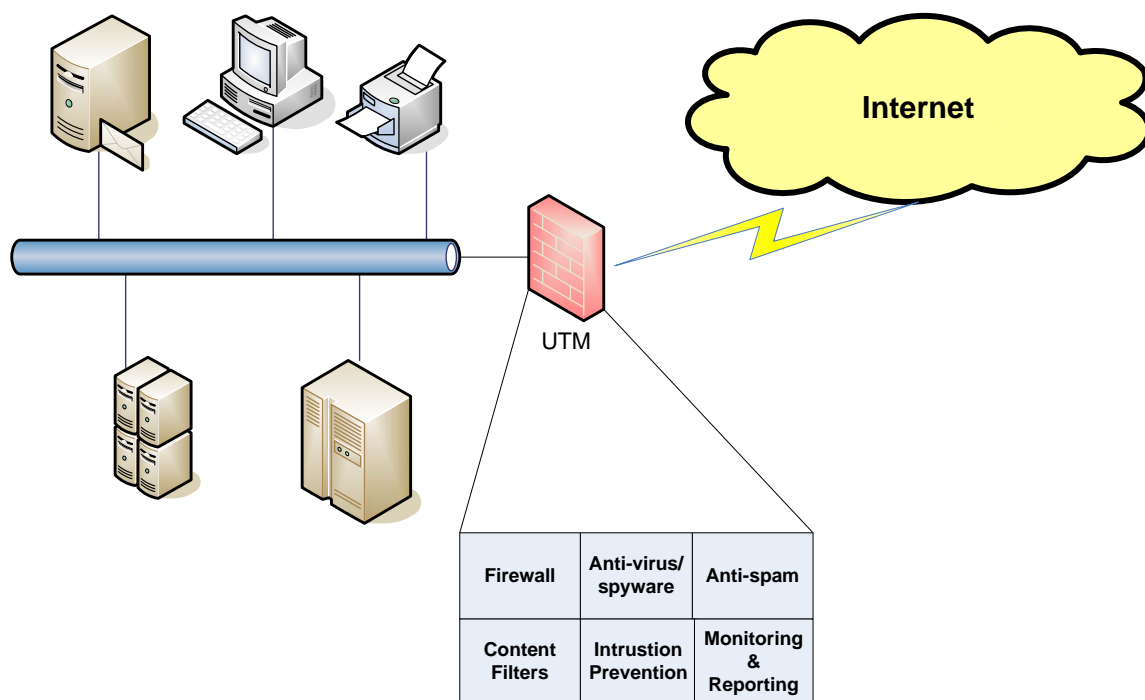 Internet
UTM
Firewall
Anti-virus/
spyware
Anti-spam
Content
Filters
Intrustion
Prevention
Monitoring
&
Reporting